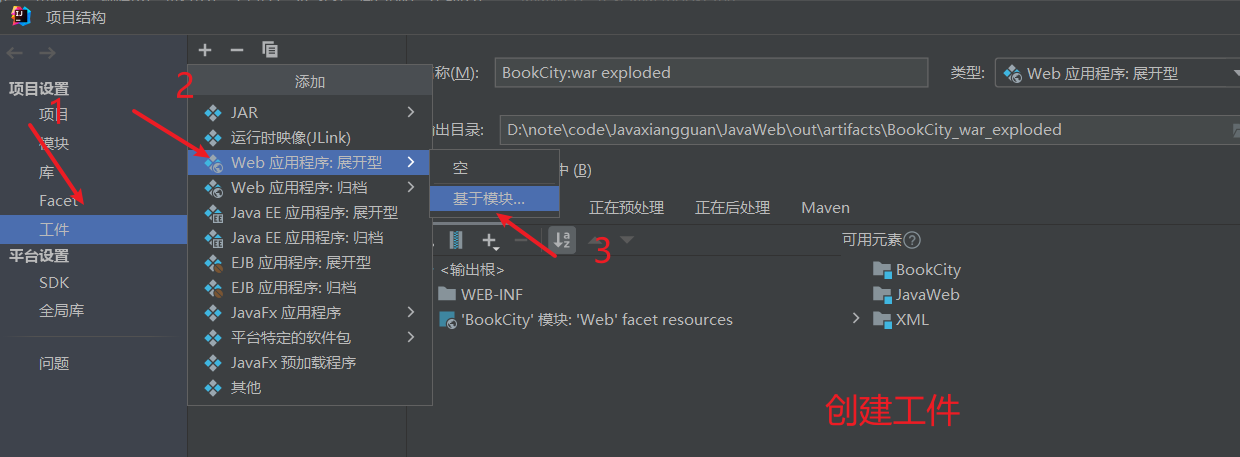 项目结构
项目设置
项目
模块
库
Facet
工件
平台设置
SDK
全局库
问题
1
2
添加
JAR
运行时映像(JLink)
Web 应用程序: 展开型
Web 应用程序: 归档
Java EE 应用程序: 展开型
Java EE 应用程序: 归档
EJB 应用程序: 展开型
EJB 应用程序: 归档
JavaFx 应用程序
平台特定的软件包
JavaFx 预加载程序
其他
空
基于模块...
3
称(M): BookCity:war exploded 类型: Web 应用程序: 展开型
出目录: D:\note\code\Javaxiangguan\JavaWeb\out\artifacts\BookCity_war_exploded
中 (B)
正在预处理 正在后处理 Maven
可用元素
<输出根>
WEB-INF
'BookCity' 模块: 'Web' facet resources
BookCity
JavaWeb
XML
创建工件